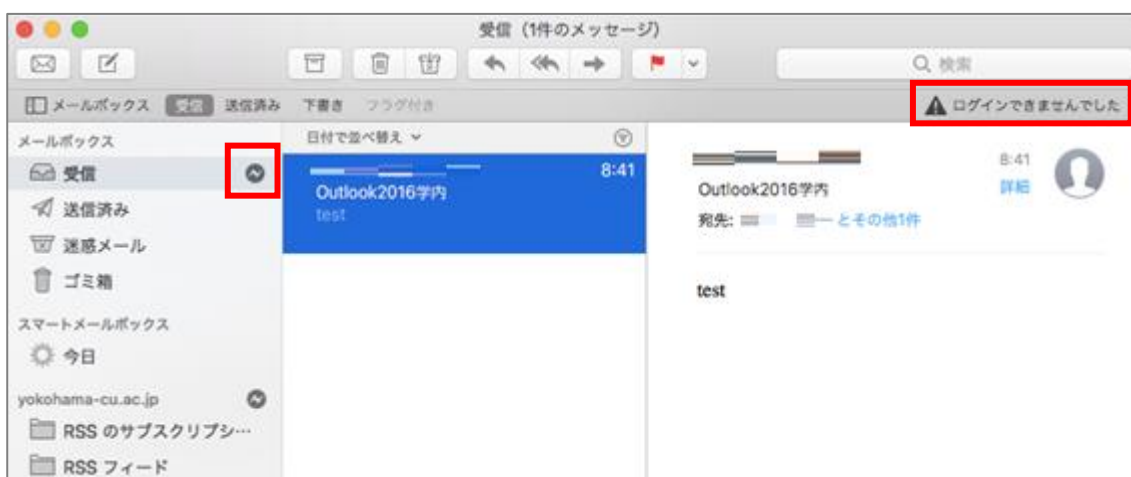 受信（1件のメッセージ）
検索
メールボックス 受信 送信済み 下書き フラグ付き
ログインできませんでした
メールボックス
受信
送信済み
迷惑メール
ゴミ箱
スマートメールボックス
今日
yokohama-cu.ac.jp
RSS のサブスクリプシ…
RSS フィード
日付で並べ替え
8:41
Outlook2016学内
test
8:41
Outlook2016学内
詳細
宛先:
とその他1件
test